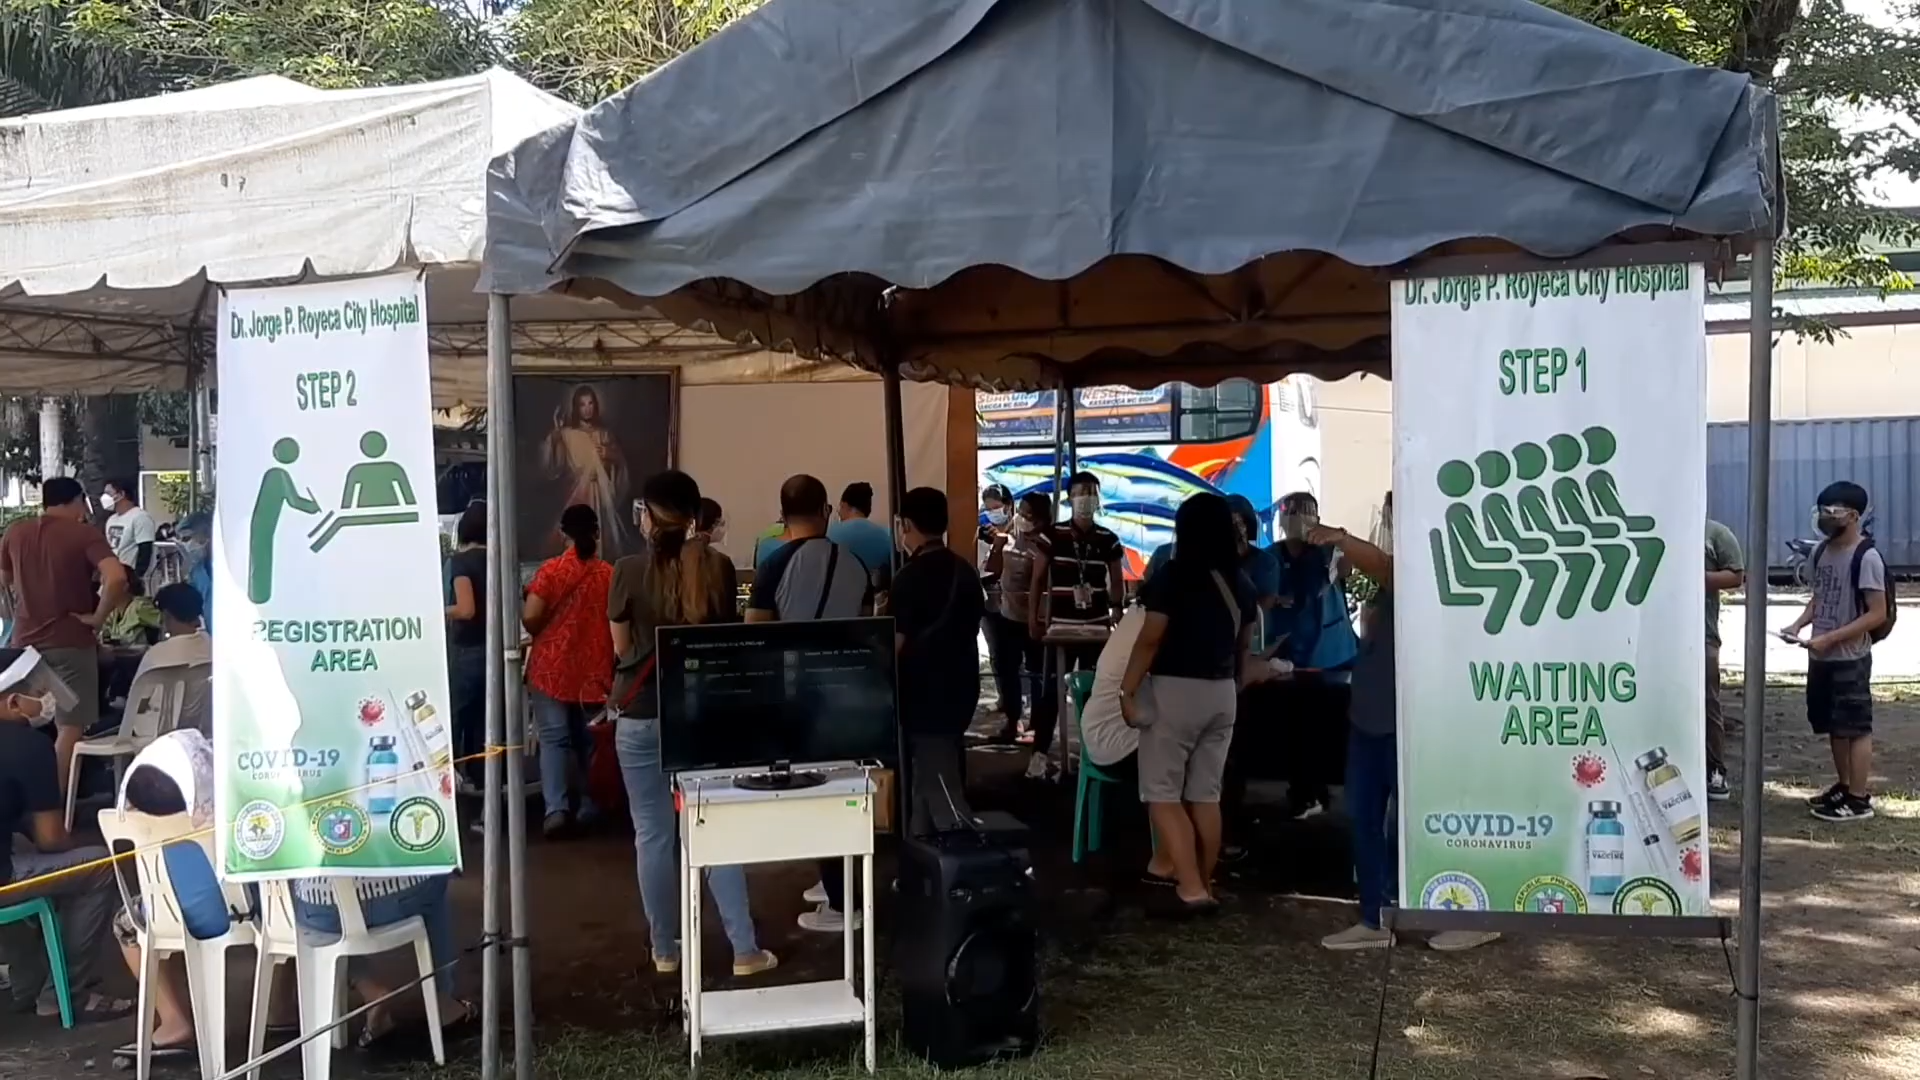 Dr. Jorge P. Royeca City Hospital
STEP 2
REGISTRATION
AREA
COVID-19
CORONAVIRUS
Dr. Jorge P. Royeca City Hospital
STEP 1
WAITING
AREA
COVID-19
CORONAVIRUS
VACCINE
VACCINE